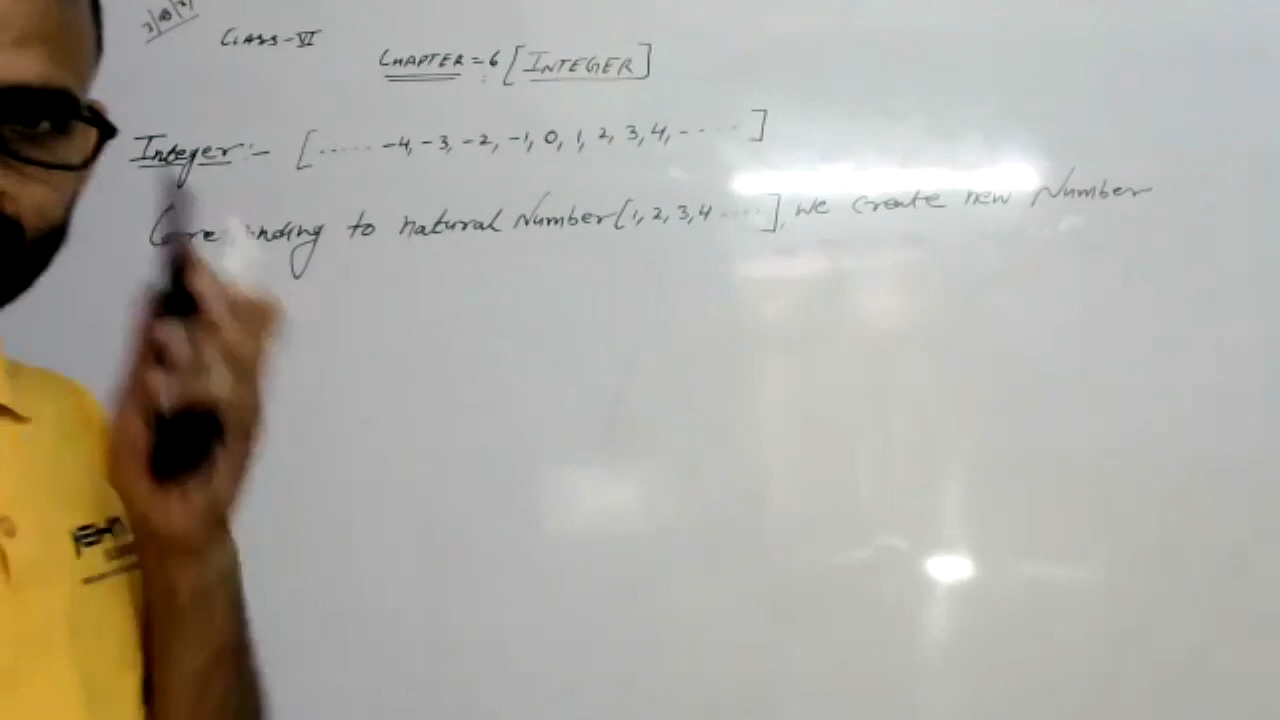 CLASS-VI
CHAPTER = 6 [INTEGER]
Integer :- [ ..... -4, -3, -2, -1, 0, 1, 2, 3, 4, - .... ]
to natural Number [1, 2, 3, 4 ....], we create new Number